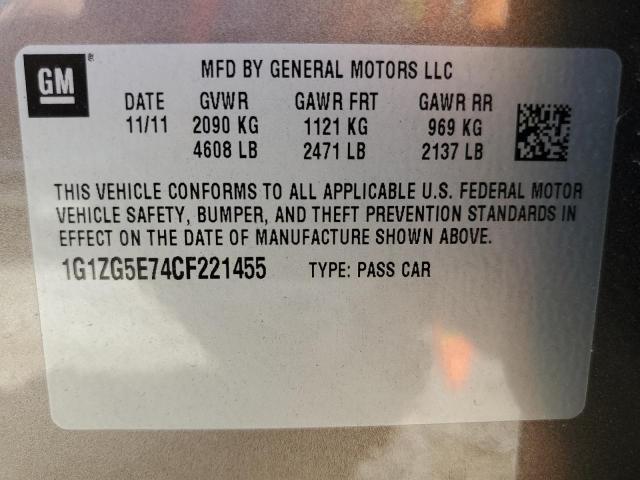 GM
MFD BY GENERAL MOTORS LLC
DATE GVWR GAWR FRT GAWR RR
11/11 2090 KG 1121 KG 969 KG
4608 LB 2471 LB 2137 LB
THIS VEHICLE CONFORMS TO ALL APPLICABLE U.S. FEDERAL MOTOR
VEHICLE SAFETY, BUMPER, AND THEFT PREVENTION STANDARDS IN
EFFECT ON THE DATE OF MANUFACTURE SHOWN ABOVE.
1G1ZG5E74CF221455 TYPE: PASS CAR